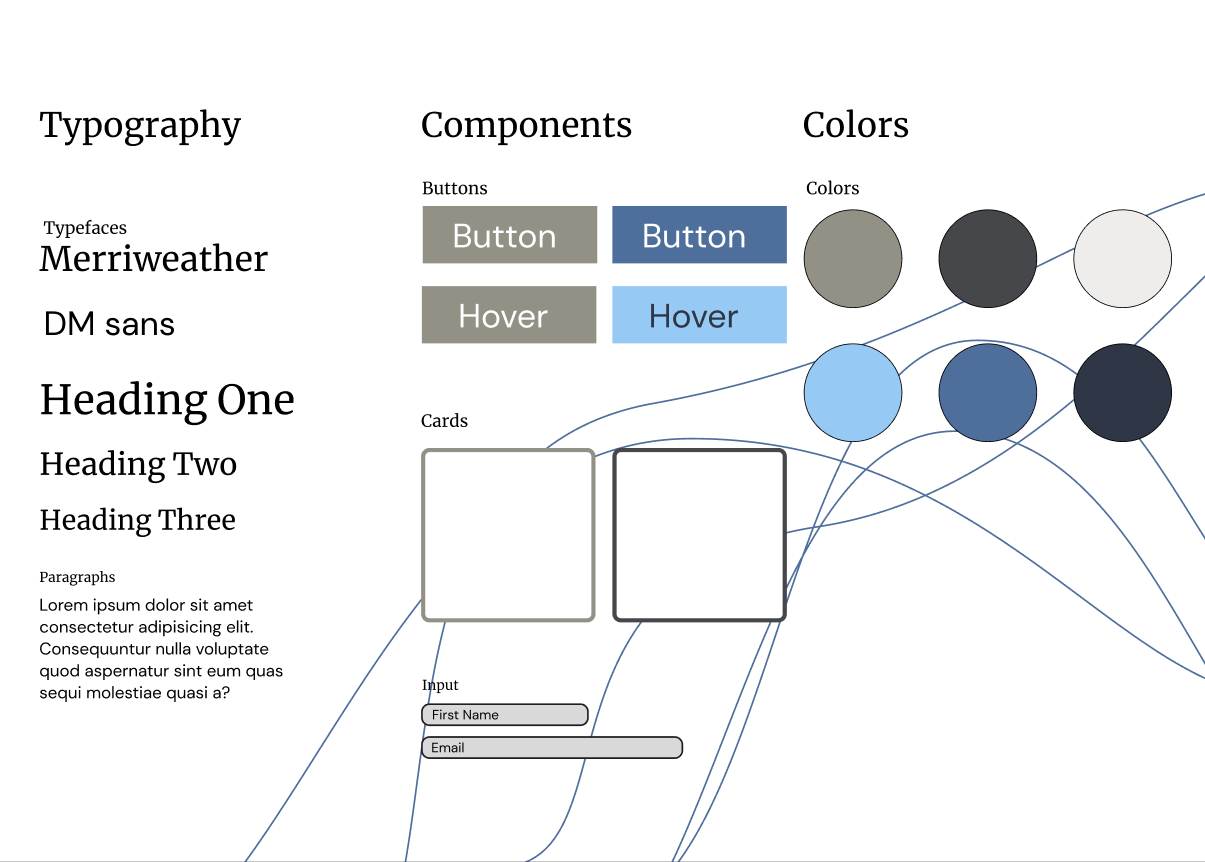 Typography
Typefaces
Merriweather
DM sans
Heading One
Heading Two
Heading Three
Paragraphs
Lorem ipsum dolor sit amet
consectetur adipisicing elit.
Consequuntur nulla voluptate
quod aspernatur sint eum quas
sequi molestiae quasi a?
Components
Buttons
Button
Button
Hover
Hover
Cards
Input
First Name
Email
Colors
Colors